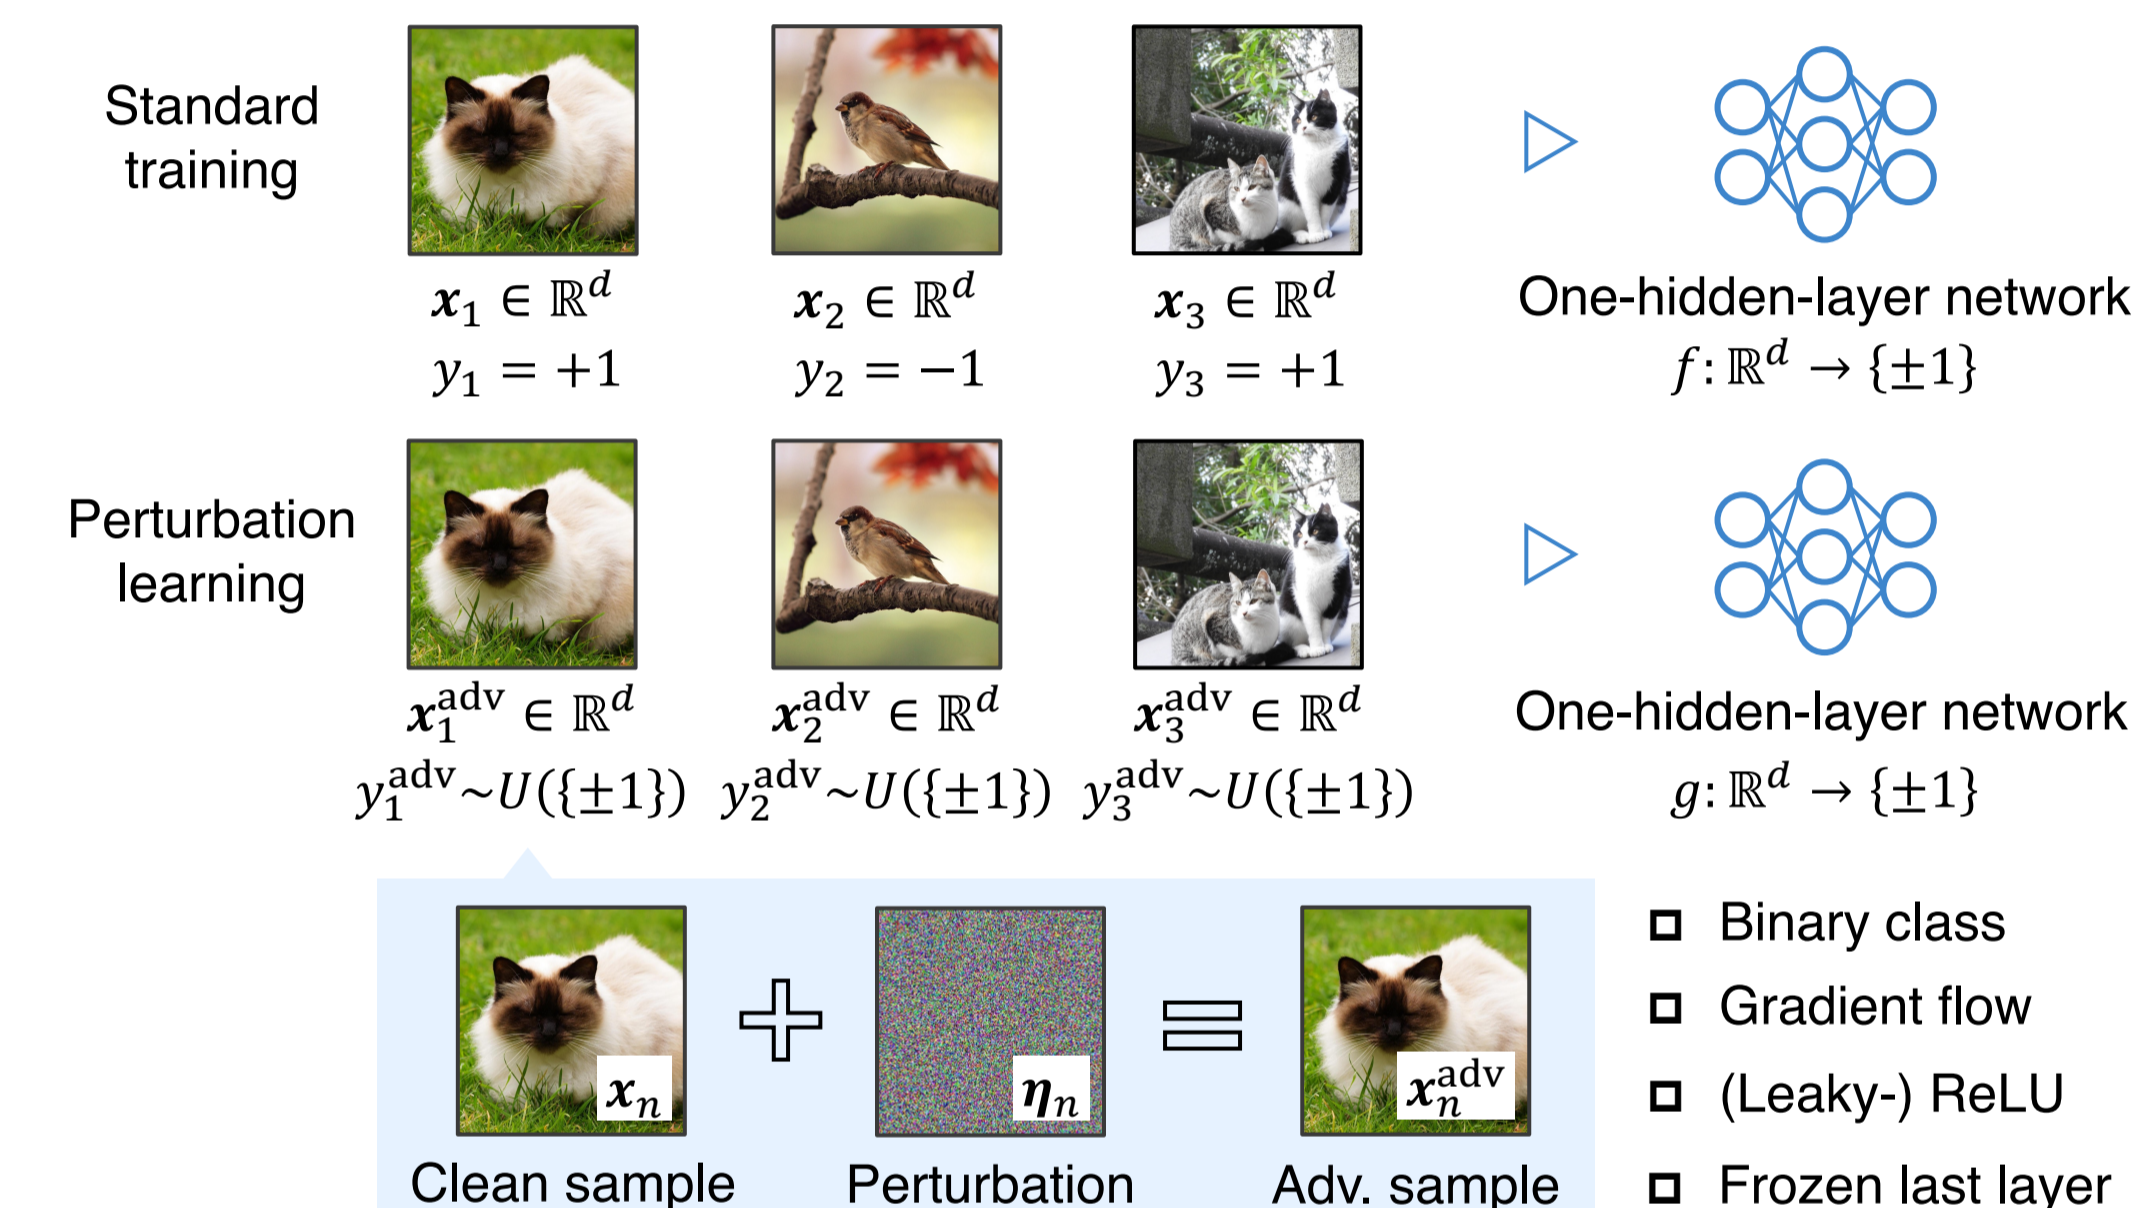 Standard
training
𝒙₁ ∈ ℝᵈ
𝑦₁ = +1
𝒙₂ ∈ ℝᵈ
𝑦₂ = −1
𝒙₃ ∈ ℝᵈ
𝑦₃ = +1
One-hidden-layer network
𝑓: ℝᵈ → {±1}
Perturbation
learning
𝒙₁ᵃᵈᵛ ∈ ℝᵈ
𝑦₁ᵃᵈᵛ~𝑈({±1})
𝒙₂ᵃᵈᵛ ∈ ℝᵈ
𝑦₂ᵃᵈᵛ~𝑈({±1})
𝒙₃ᵃᵈᵛ ∈ ℝᵈ
𝑦₃ᵃᵈᵛ~𝑈({±1})
One-hidden-layer network
𝑔: ℝᵈ → {±1}
𝒙ₙ
Clean sample
𝜼ₙ
Perturbation
𝒙ₙᵃᵈᵛ
Adv. sample
Binary class
Gradient flow
(Leaky-) ReLU
Frozen last layer